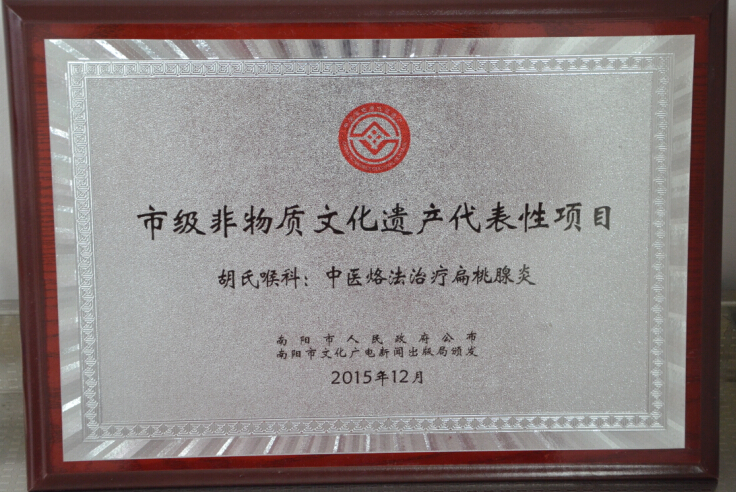 市级非物质文化遗产代表性项目
胡氏喉科：中医烙法治疗扁桃腺炎
南阳市人民政府公布
南阳市文化广电新闻出版局颁发
2015年12月